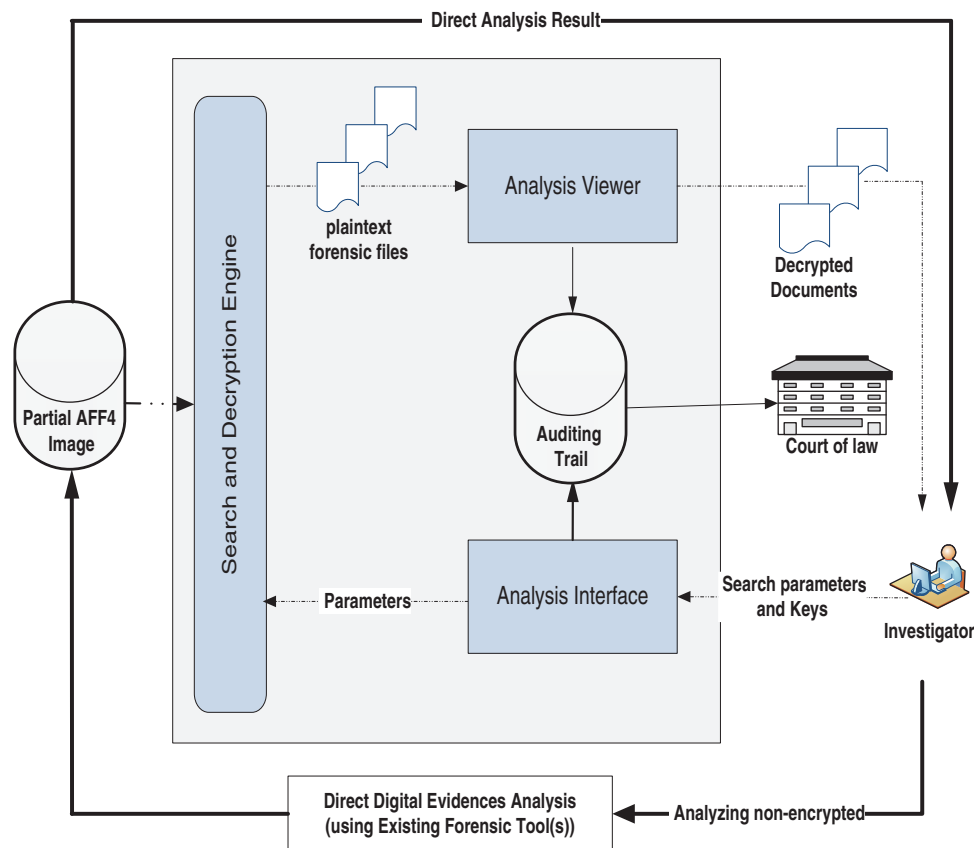 Direct Analysis Result
Search and Decryption Engine
plaintext
forensic files
Analysis Viewer
Decrypted
Documents
Partial AFF4
Image
Auditing
Trail
Court of law
Parameters
Analysis Interface
Search parameters
and Keys
Investigator
Direct Digital Evidences Analysis
(using Existing Forensic Tool(s))
Analyzing non-encrypted